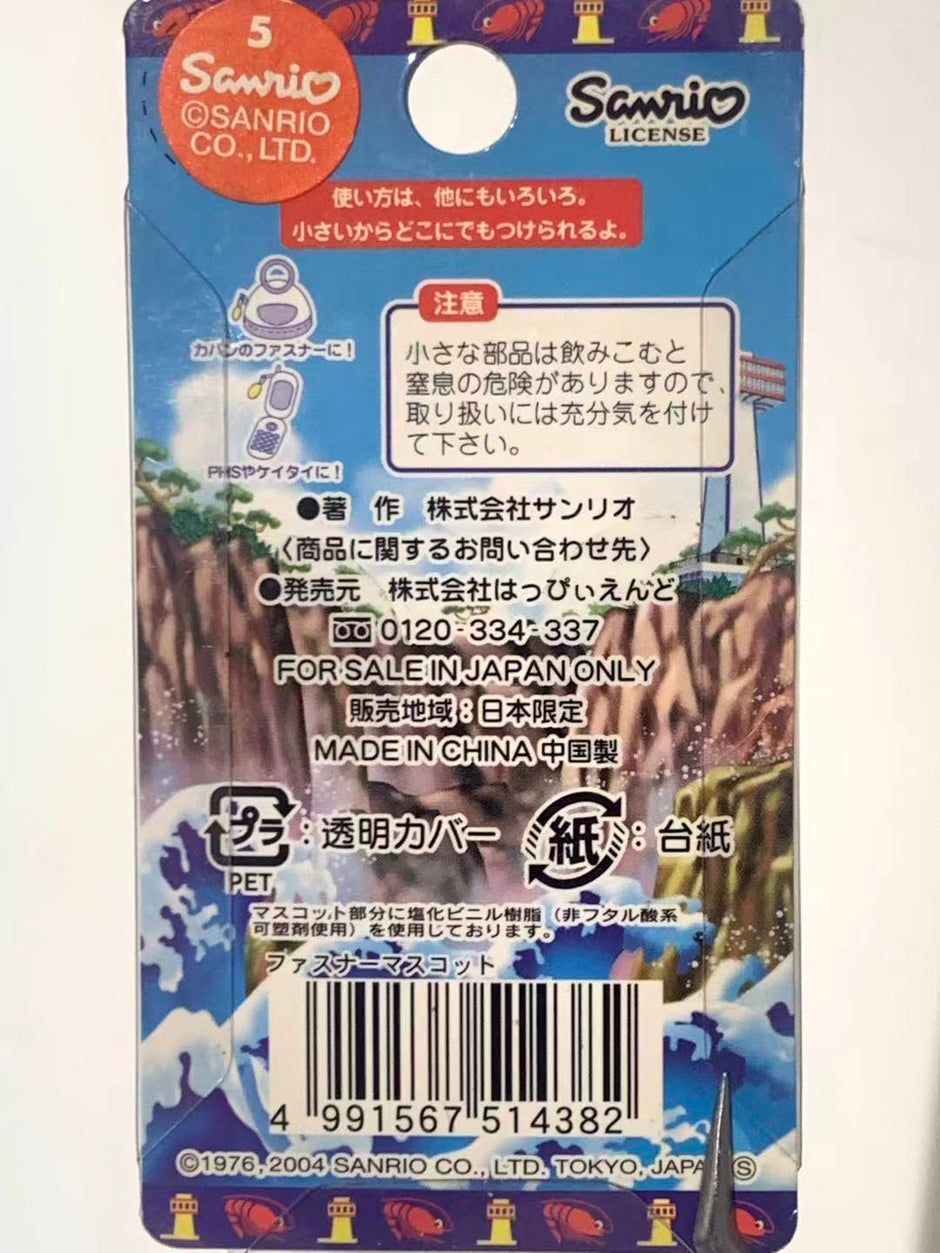 5
Sanrio
©SANRIO
CO., LTD.
Sanrio
LICENSE
使い方は、他にもいろいろ。
小さいからどこにでもつけられるよ。
カバンのファスナーに！
PHSやケイタイに！
注意
小さな部品は飲みこむと
窒息の危険がありますので、
取り扱いには充分気を付け
て下さい。
●著 作 株式会社サンリオ
〈商品に関するお問い合わせ先〉
●発売元 株式会社はっぴぃえんど
0120-334-337
FOR SALE IN JAPAN ONLY
販売地域：日本限定
MADE IN CHINA 中国製
プラ：透明カバー
PET
紙：台紙
マスコット部分に塩化ビニル樹脂（非フタル酸系
可塑剤使用）を使用しております。
ファスナーマスコット
4 991567 514382
©1976, 2004 SANRIO CO., LTD. TOKYO, JAPAN Ⓢ